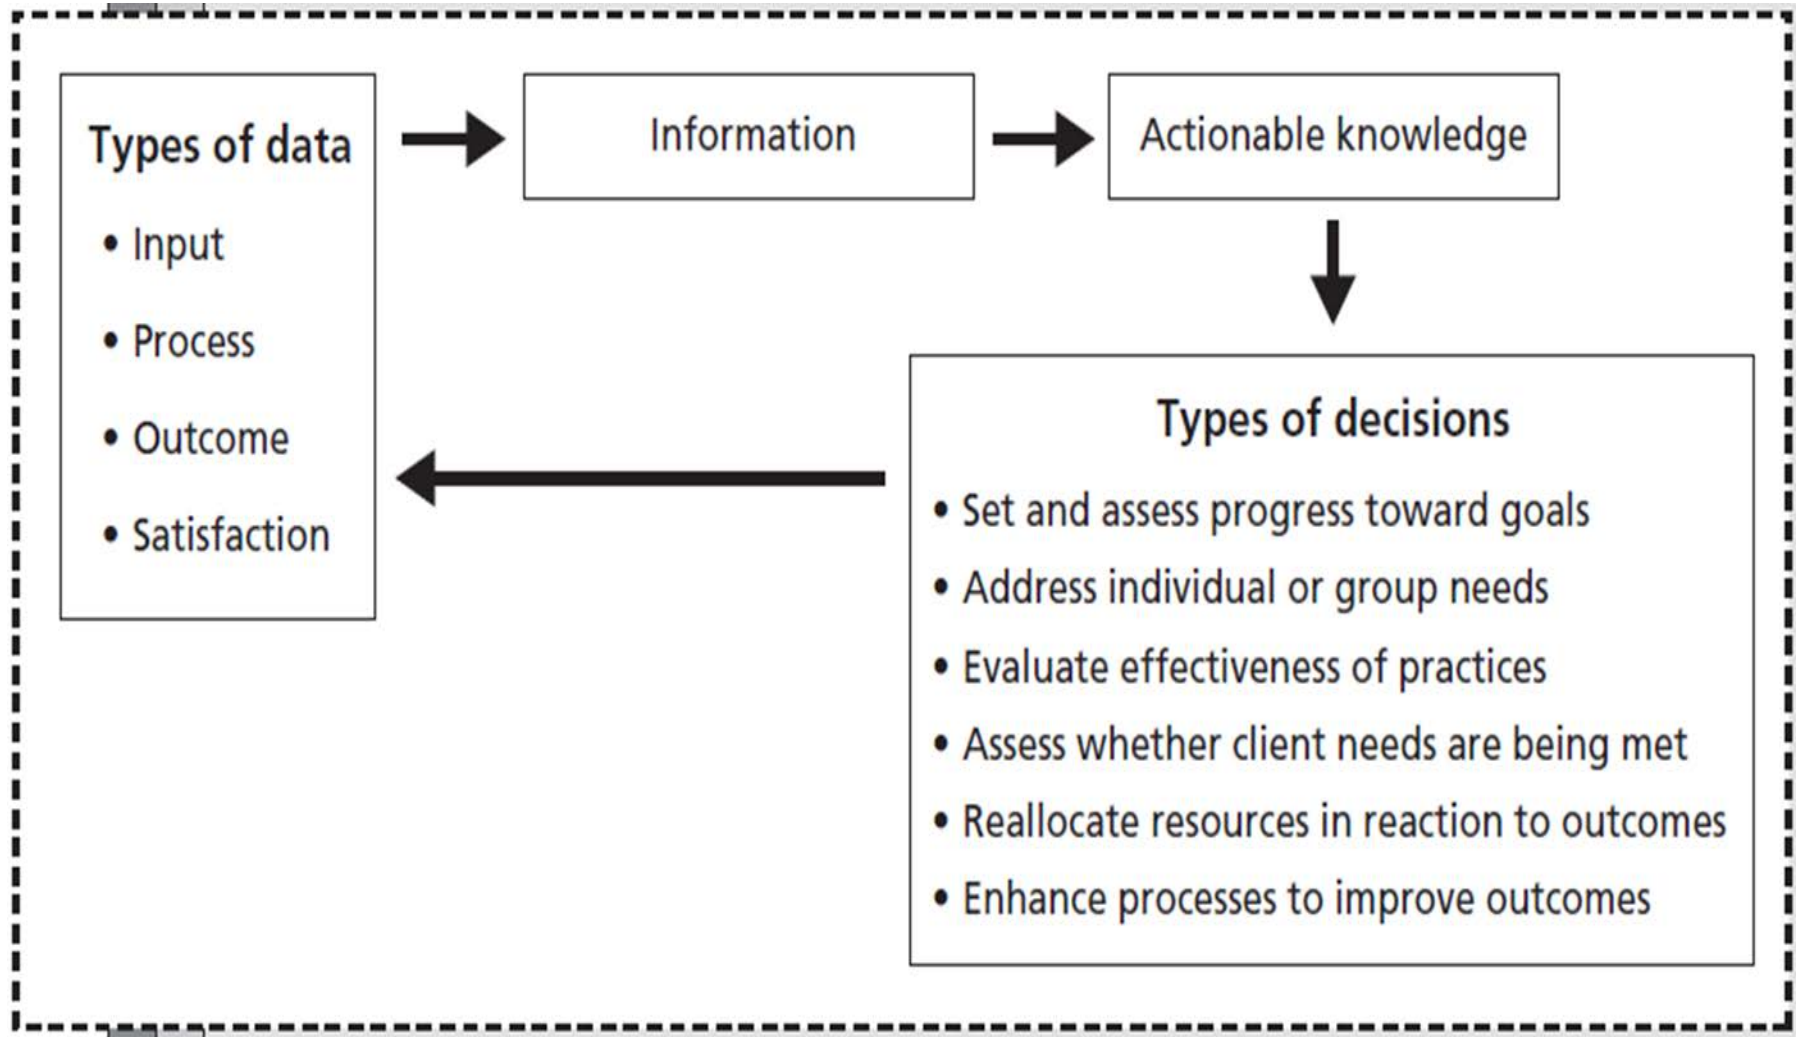 Types of data
• Input
• Process
• Outcome
• Satisfaction
Information
Actionable knowledge
Types of decisions
• Set and assess progress toward goals
• Address individual or group needs
• Evaluate effectiveness of practices
• Assess whether client needs are being met
• Reallocate resources in reaction to outcomes
• Enhance processes to improve outcomes